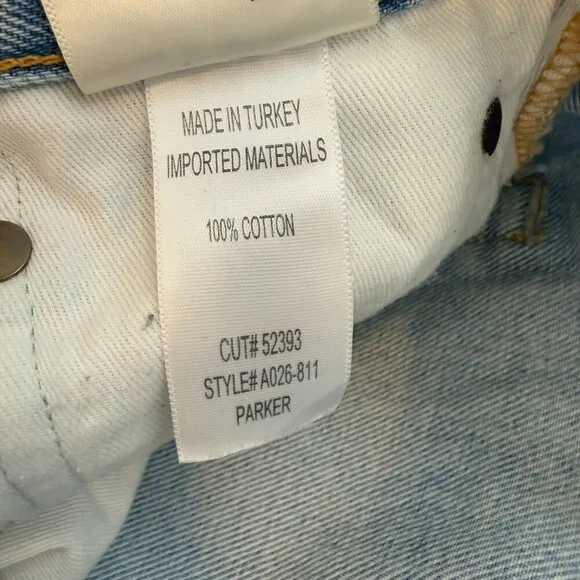 MADE IN TURKEY
IMPORTED MATERIALS
100% COTTON
CUT# 52393
STYLE# A026-811
PARKER